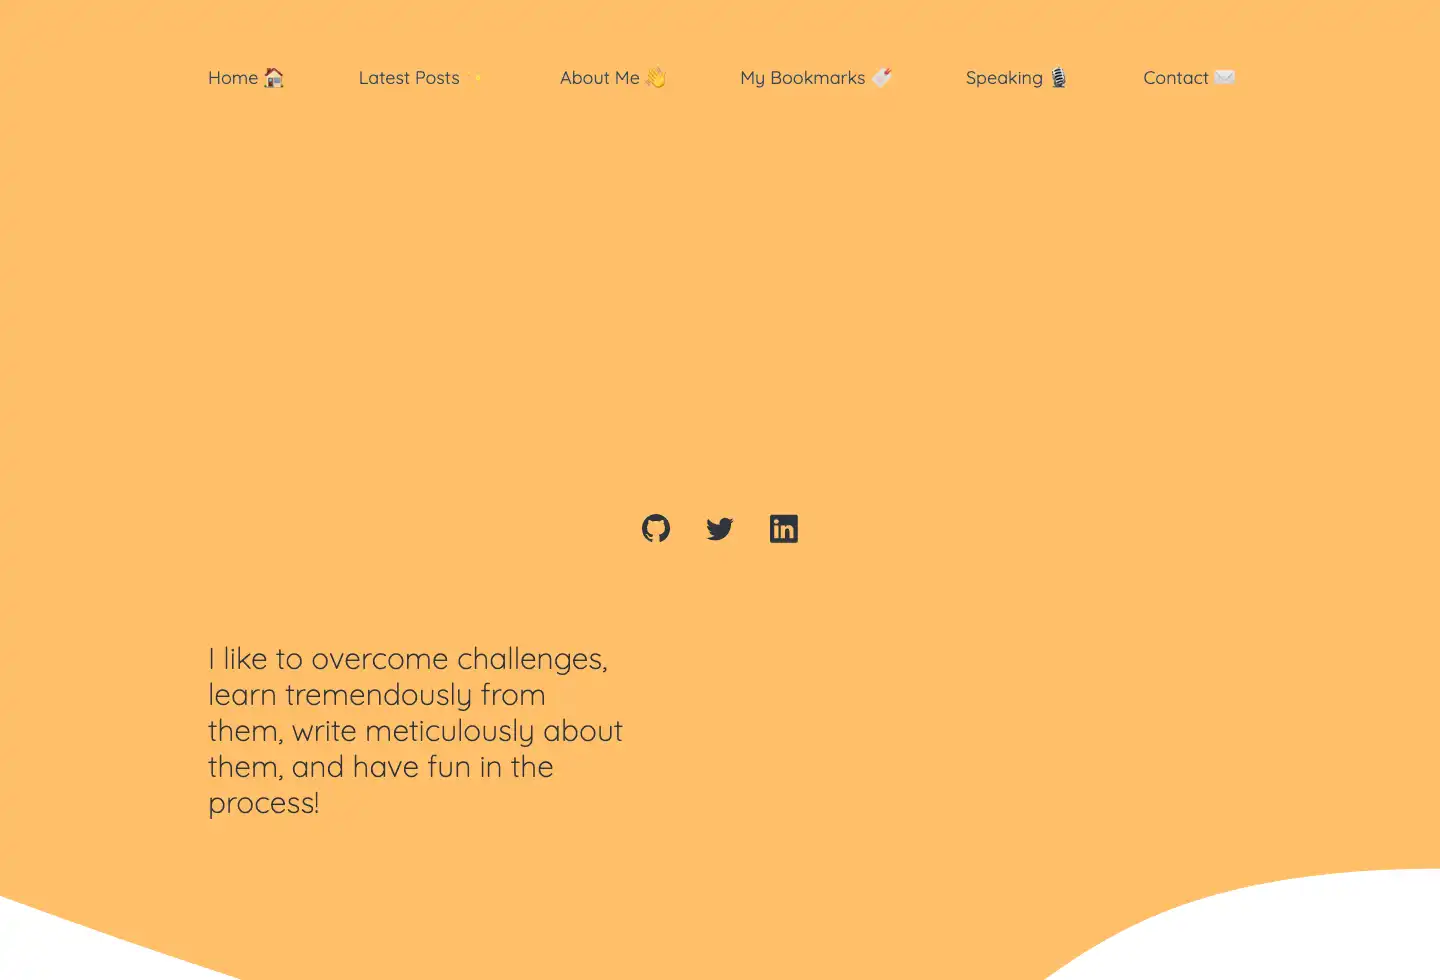 Home 🏠 Latest Posts ✨ About Me 👋 My Bookmarks 🔖 Speaking 🎙️ Contact ✉️
I like to overcome challenges,
learn tremendously from
them, write meticulously about
them, and have fun in the
process!